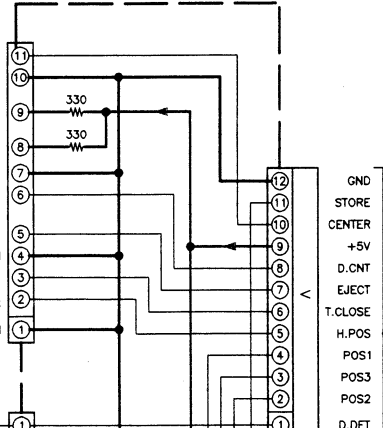 11
10
330
9
330
8
7
6
5
4
3
2
1
1
12 GND
11 STORE
10 CENTER
9 +5V
8 D.CNT
7 EJECT
6 T.CLOSE
5 H.POS
4 POS1
3 POS3
2 POS2
1 D.DET
<